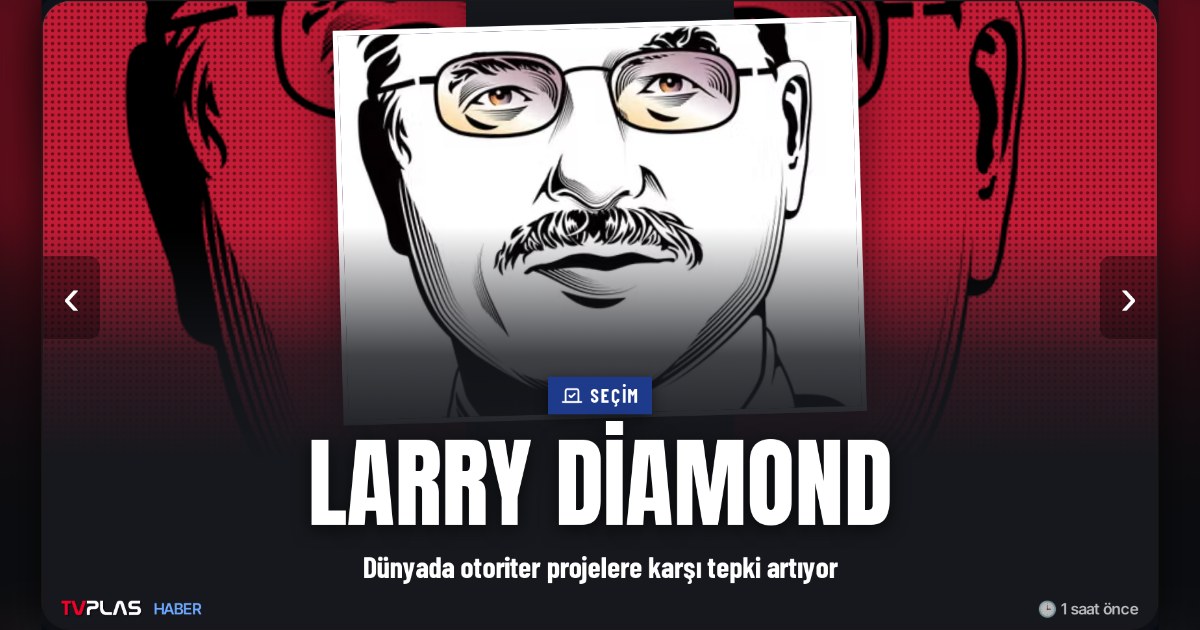 SEÇİM
LARRY DİAMOND
Dünyada otoriter projelere karşı tepki artıyor
TVPLAS HABER
1 saat önce